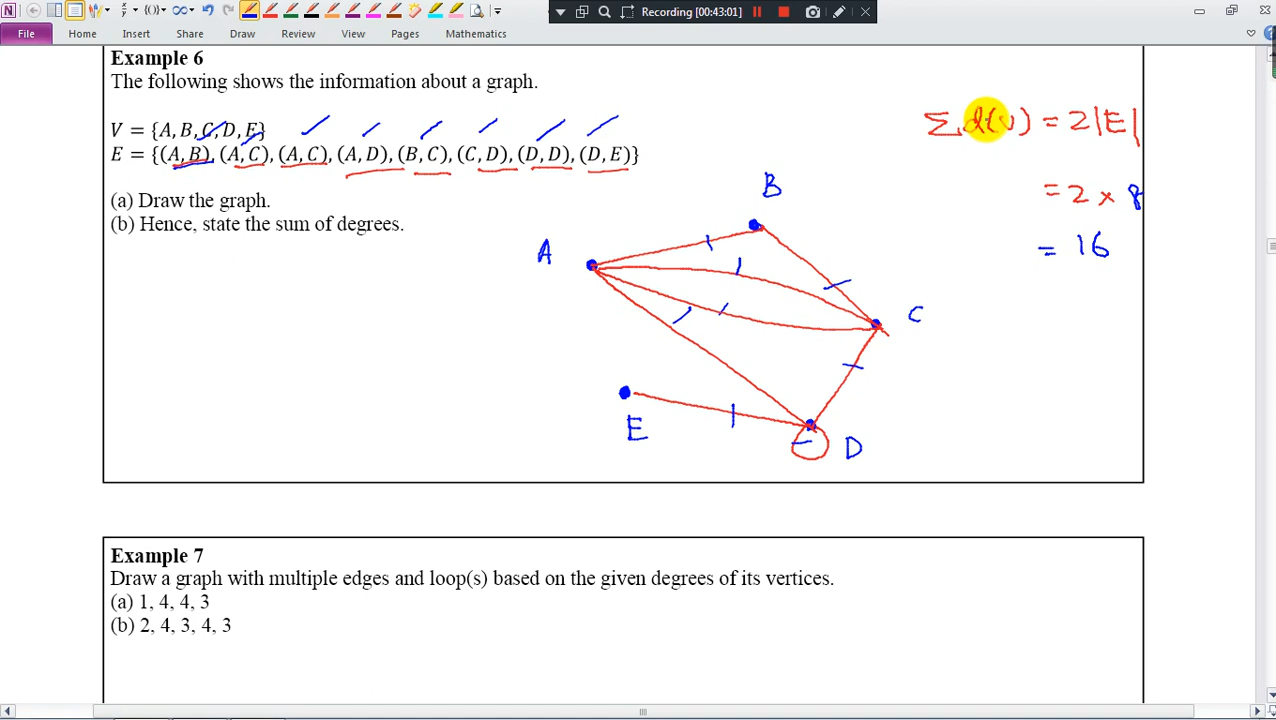 Recording [00:43:01]
File Home Insert Share Draw Review View Pages Mathematics
Example 6
The following shows the information about a graph.
V = {A, B, C, D, E}
E = {(A, B), (A, C), (A, C), (A, D), (B, C), (C, D), (D, D), (D, E)}
(a) Draw the graph.
(b) Hence, state the sum of degrees.
∑ d(v) = 2|E|
= 2 × 8
= 16
B
A
C
E
D
Example 7
Draw a graph with multiple edges and loop(s) based on the given degrees of its vertices.
(a) 1, 4, 4, 3
(b) 2, 4, 3, 4, 3